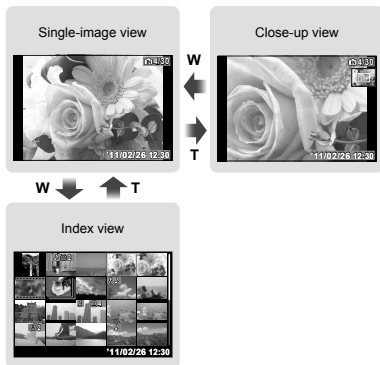 Single-image view
4/30
'11/02/26 12:30
W
T
Close-up view
4/30
'11/02/26 12:30
W
T
Index view
'11/02/26 12:30